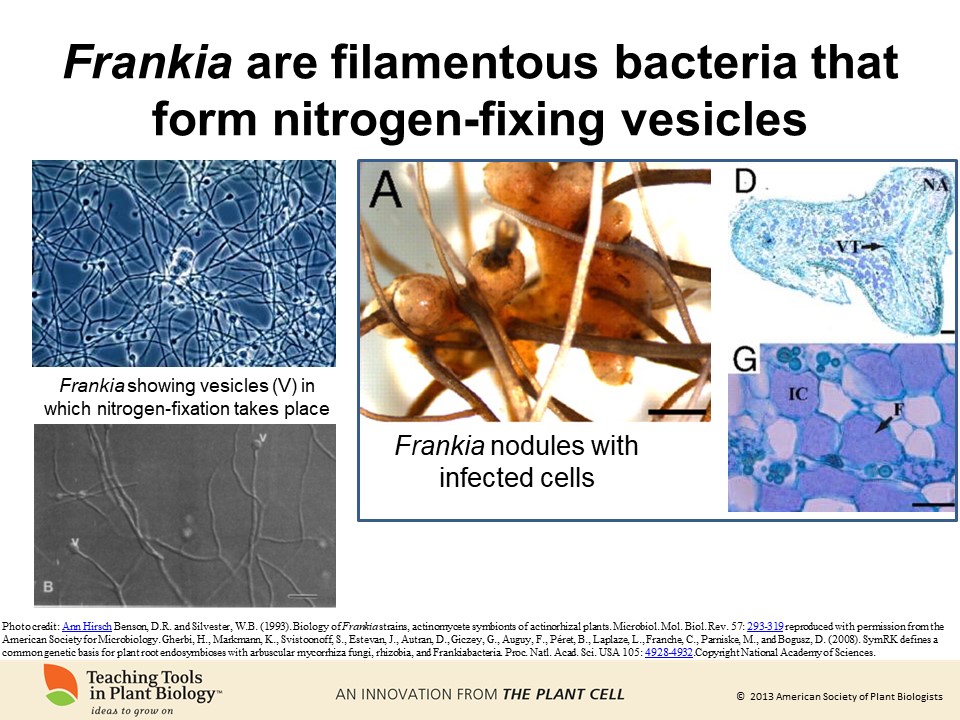 Frankia are filamentous bacteria that
form nitrogen-fixing vesicles
Frankia showing vesicles (V) in
which nitrogen-fixation takes place
V
V
B
A
Frankia nodules with
infected cells
D
NA
VT
G
IC
F
Photo credit: Ann Hirsch Benson, D.R. and Silvester, W.B. (1993). Biology of Frankia strains, actinomycete symbionts of actinorhizal plants. Microbiol. Mol. Biol. Rev. 57: 293-319 reproduced with permission from the
American Society for Microbiology. Gherbi, H., Markmann, K., Svistoonoff, S., Estevan, J., Autran, D., Giczey, G., Auguy, F., Péret, B., Laplaze, L., Franche, C., Parniske, M., and Bogusz, D. (2008). SymRK defines a
common genetic basis for plant root endosymbioses with arbuscular mycorrhiza fungi, rhizobia, and Frankiabacteria. Proc. Natl. Acad. Sci. USA 105: 4928-4932.Copyright National Academy of Sciences.
Teaching Tools
in Plant Biology™
ideas to grow on
AN INNOVATION FROM THE PLANT CELL
© 2013 American Society of Plant Biologists